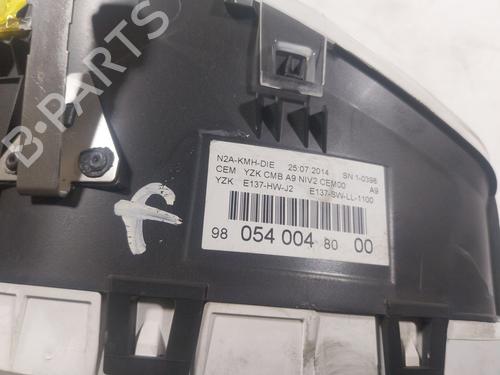 B-PARTS
N2A-KMH-DIE 25.07.2014 SN 1-0398
CEM YZK CMB A9 NIV2 CEM00 A9
YZK E137-HW-J2 E137-SW-LL-1100
98 054 004 80 00